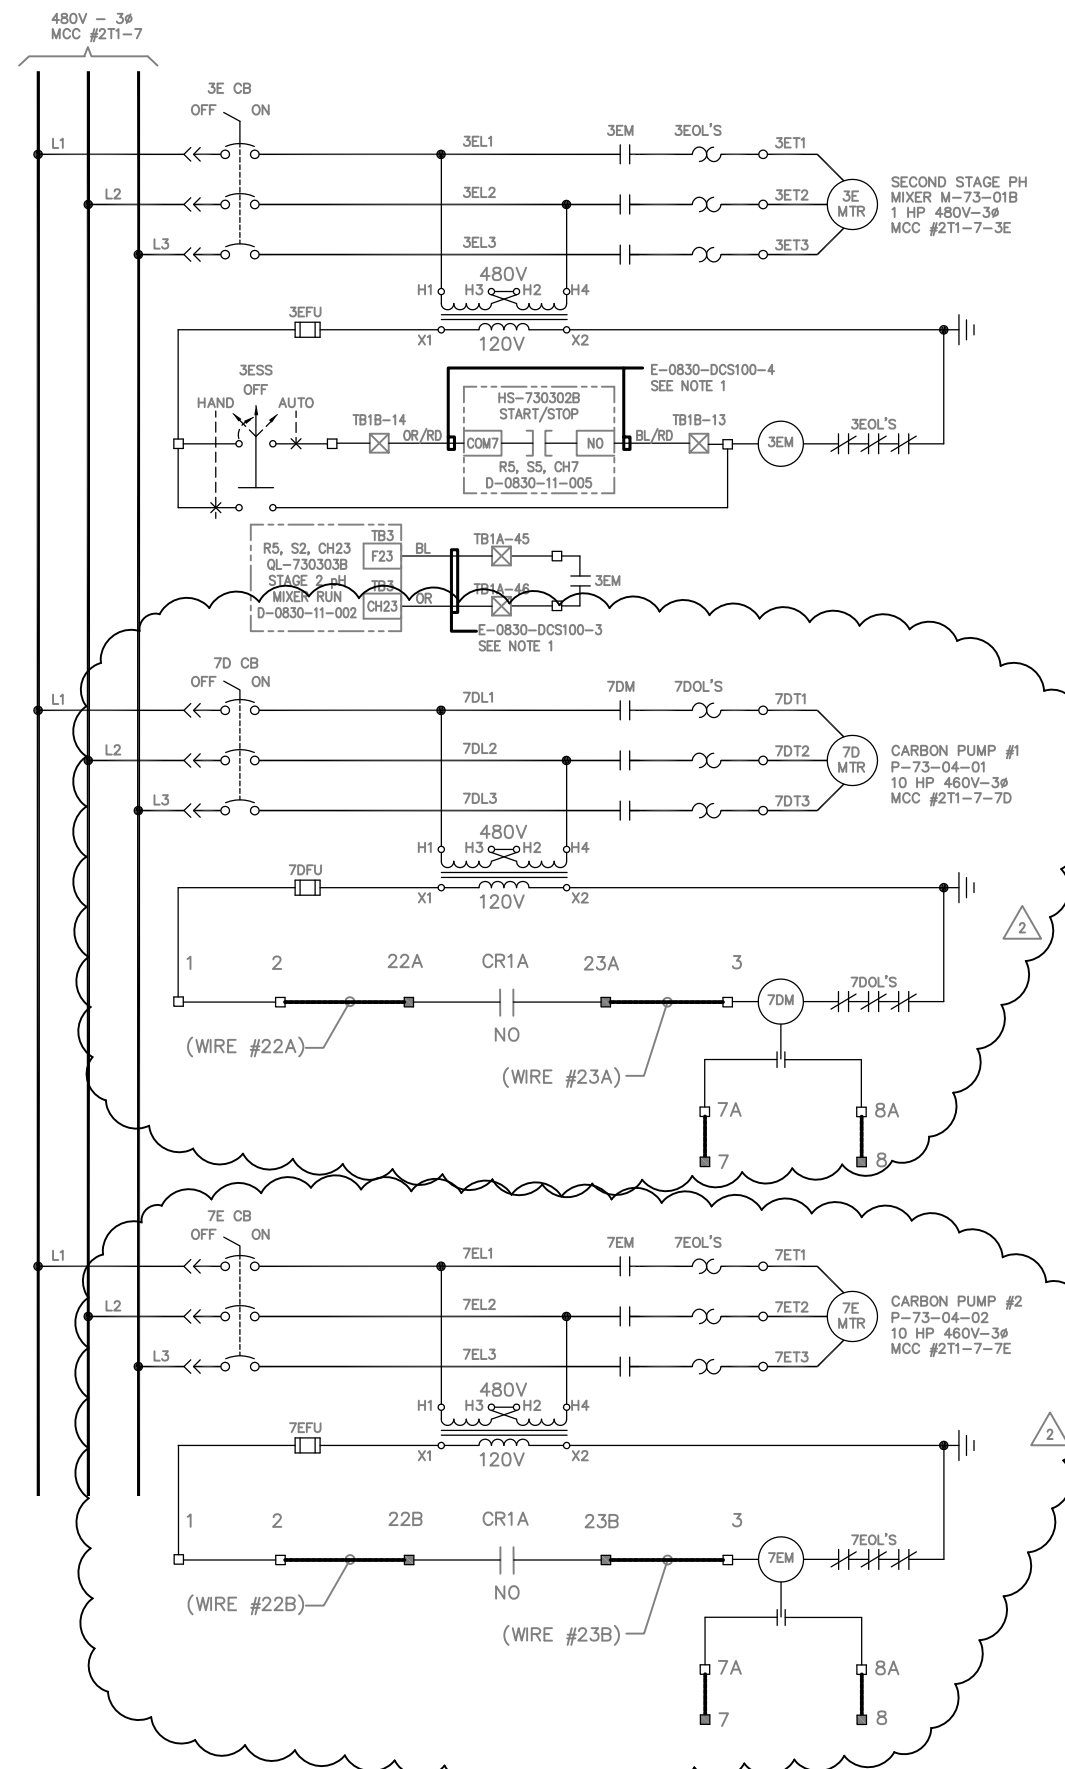 480V - 3ø
MCC #2T1-7
3E CB
OFF ON
L1
3EL1
3EM
3EOL'S
3ET1
L2
3EL2
3ET2
3E
MTR
SECOND STAGE PH
MIXER M-73-01B
1 HP 480V-3ø
MCC #2T1-7-3E
L3
3EL3
3ET3
480V
H1 H3 H2 H4
3EFU
X1 120V X2
E-0830-DCS100-4
SEE NOTE 1
3ESS
OFF
HAND AUTO
TB1B-14
OR/RD
HS-730302B
START/STOP
COM7
NO
R5, S5, CH7
D-0830-11-005
BL/RD
TB1B-13
3EM
3EOL'S
R5, S2, CH23
QL-730303B
STAGE 2 pH
MIXER RUN
D-0830-11-002
TB3
F23
BL
TB1A-45
TB3
CH23
OR
TB1A-46
3EM
E-0830-DCS100-3
SEE NOTE 1
7D CB
OFF ON
L1
7DL1
7DM
7DOL'S
7DT1
L2
7DL2
7DT2
7D
MTR
CARBON PUMP #1
P-73-04-01
10 HP 460V-3ø
MCC #2T1-7-7D
L3
7DL3
7DT3
480V
H1 H3 H2 H4
7DFU
X1 120V X2
2
1 2 22A CR1A 23A 3
NO
7DM
7DOL'S
(WIRE #22A)
(WIRE #23A)
7A 8A
7 8
7E CB
OFF ON
L1
7EL1
7EM
7EOL'S
7ET1
L2
7EL2
7ET2
7E
MTR
CARBON PUMP #2
P-73-04-02
10 HP 460V-3ø
MCC #2T1-7-7E
L3
7EL3
7ET3
480V
H1 H3 H2 H4
7EFU
X1 120V X2
2
1 2 22B CR1A 23B 3
NO
7EM
7EOL'S
(WIRE #22B)
(WIRE #23B)
7A 8A
7 8